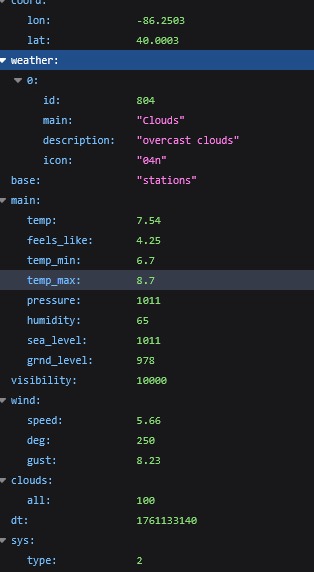 coord:
lon: -86.2503
lat: 40.0003
weather:
0:
id: 804
main: "Clouds"
description: "overcast clouds"
icon: "04n"
base: "stations"
main:
temp: 7.54
feels_like: 4.25
temp_min: 6.7
temp_max: 8.7
pressure: 1011
humidity: 65
sea_level: 1011
grnd_level: 978
visibility: 10000
wind:
speed: 5.66
deg: 250
gust: 8.23
clouds:
all: 100
dt: 1761133140
sys:
type: 2